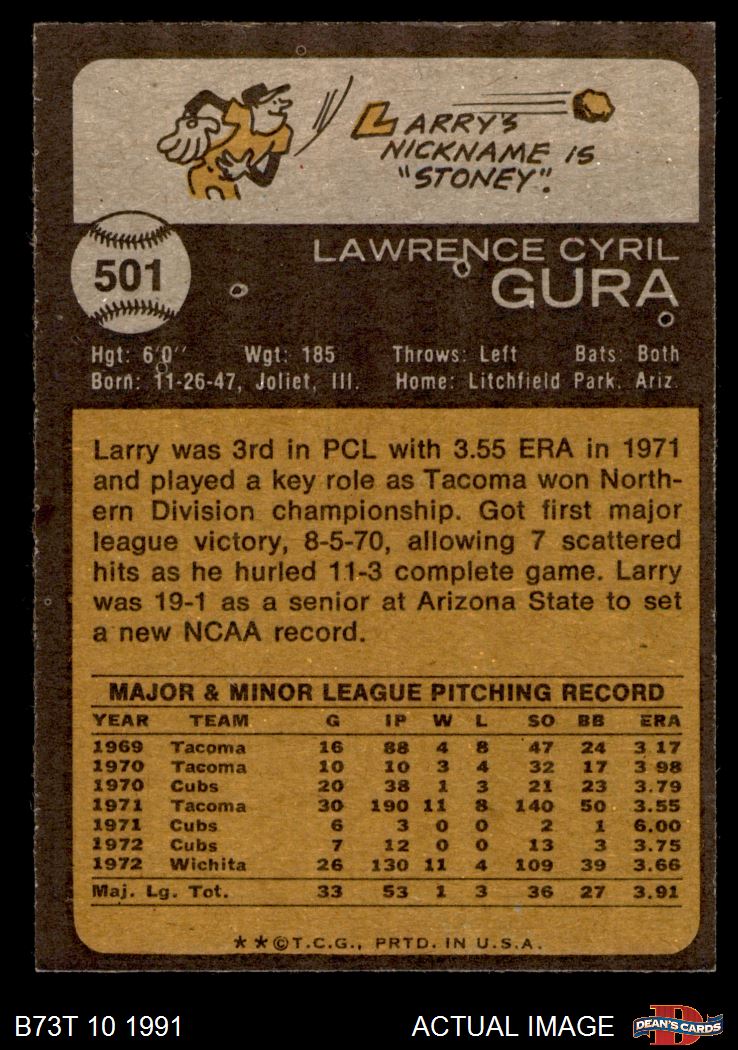 LARRY'S
NICKNAME IS
"STONEY".
501
LAWRENCE CYRIL
GURA
Hgt: 6'0" Wgt: 185 Throws: Left Bats: Both
Born: 11-26-47, Joliet, Ill. Home: Litchfield Park, Ariz.
Larry was 3rd in PCL with 3.55 ERA in 1971
and played a key role as Tacoma won North-
ern Division championship. Got first major
league victory, 8-5-70, allowing 7 scattered
hits as he hurled 11-3 complete game. Larry
was 19-1 as a senior at Arizona State to set
a new NCAA record.
MAJOR & MINOR LEAGUE PITCHING RECORD
YEAR TEAM G IP W L SO BB ERA
1969 Tacoma 16 88 4 8 47 24 3.17
1970 Tacoma 10 10 3 4 32 17 3.98
1970 Cubs 20 38 1 3 21 23 3.79
1971 Tacoma 30 190 11 8 140 50 3.55
1971 Cubs 6 3 0 0 2 1 6.00
1972 Cubs 7 12 0 0 13 3 3.75
1972 Wichita 26 130 11 4 109 39 3.66
Maj. Lg. Tot. 33 53 1 3 36 27 3.91
**©T.C.G., PRTD. IN U.S.A.
B73T 10 1991 ACTUAL IMAGE DEAN'S CARDS